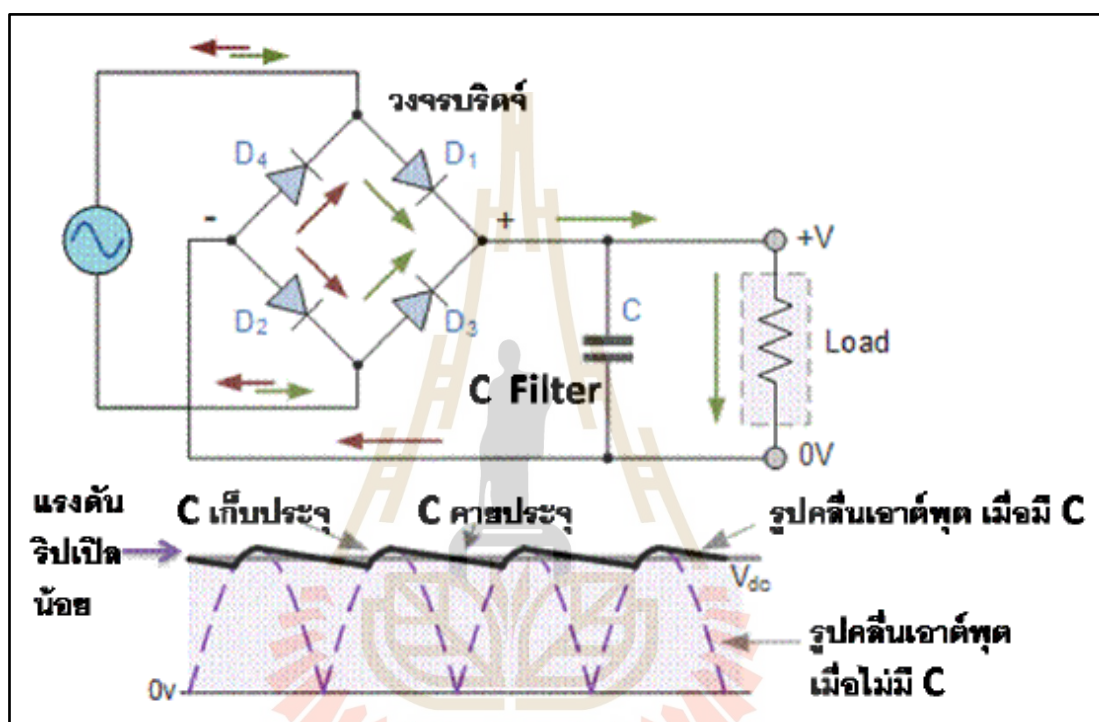 วงจรบริดจ์
D4
D1
-
+
+V
D2
D3
C
Load
C Filter
0V
แรงดัน
ริปเปิล
น้อย
C เก็บประจุ
C คายประจุ
รูปคลื่นเอาต์พุต เมื่อมี C
Vdc
รูปคลื่นเอาต์พุต
เมื่อไม่มี C
0v